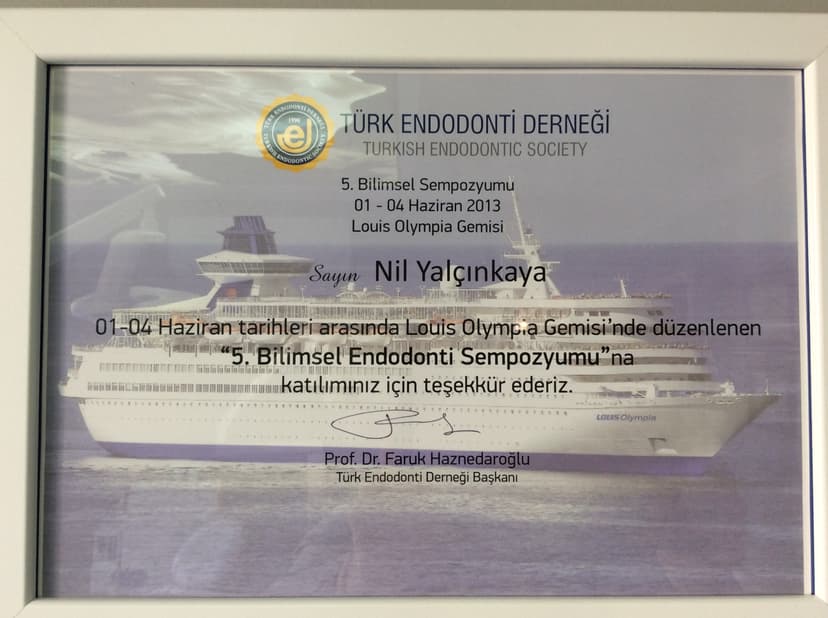 TÜRK ENDODONTİ DERNEĞİ
TURKISH ENDODONTIC SOCIETY
5. Bilimsel Sempozyumu
01 - 04 Haziran 2013
Louis Olympia Gemisi
Sayın Nil Yalçınkaya
01-04 Haziran tarihleri arasında Louis Olympia Gemisi'nde düzenlenen
“5. Bilimsel Endodonti Sempozyumu”na
katılımınız için teşekkür ederiz.
LOUIS Olympia
Prof. Dr. Faruk Haznedaroğlu
Türk Endodonti Derneği Başkanı